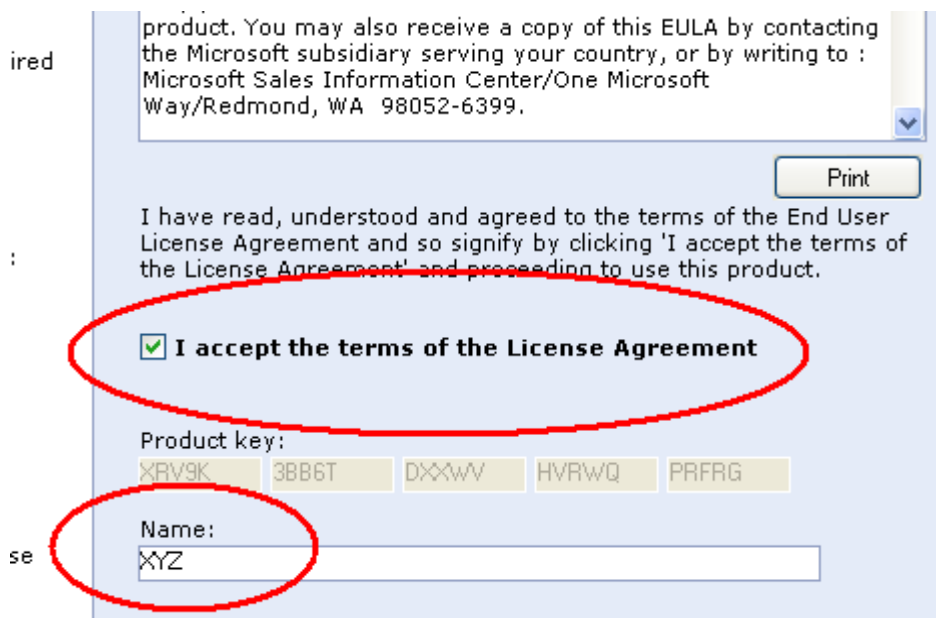 product. You may also receive a copy of this EULA by contacting
ired the Microsoft subsidiary serving your country, or by writing to :
Microsoft Sales Information Center/One Microsoft
Way/Redmond, WA 98052-6399.
Print
I have read, understood and agreed to the terms of the End User
License Agreement and so signify by clicking 'I accept the terms of
: the License Agreement' and proceeding to use this product.
I accept the terms of the License Agreement
Product key:
XRV9K 3BB6T DXXWV HVRWQ PRFRG
Name:
se XYZ